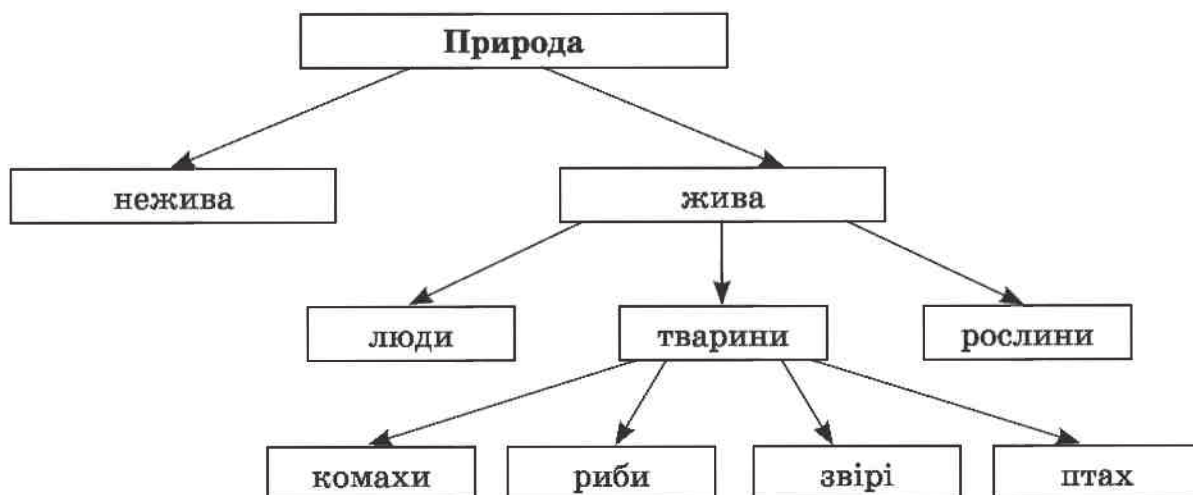 Природа
нежива
жива
люди
тварини
рослини
комахи
риби
звірі
птах